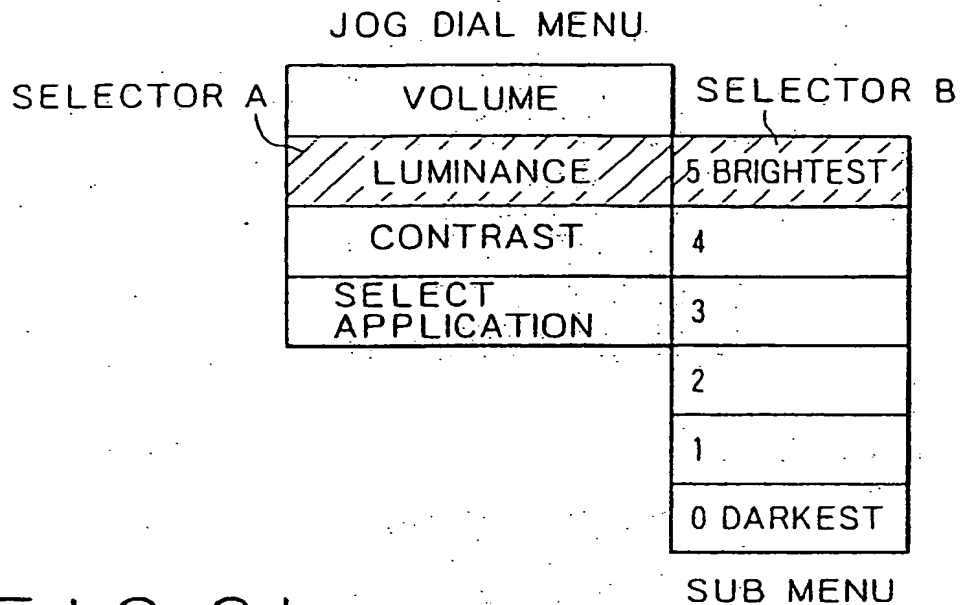 JOG DIAL MENU
SELECTOR A
VOLUME
SELECTOR B
LUMINANCE
5 BRIGHTEST
CONTRAST
4
SELECT
APPLICATION
3
2
1
0 DARKEST
SUB MENU